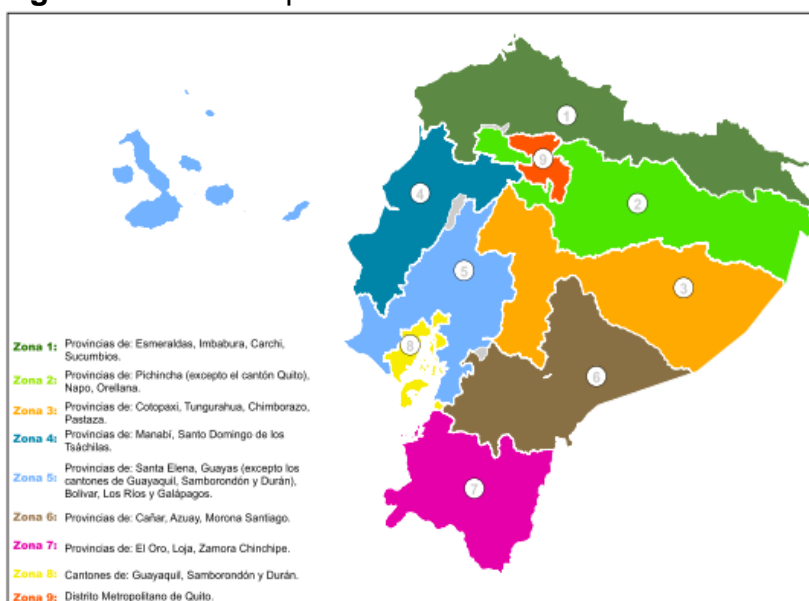 1
9
4
2
5
3
8
6
7
Zona 1: Provincias de: Esmeraldas, Imbabura, Carchi,
Sucumbios.
Zona 2: Provincias de: Pichincha (excepto el cantón Quito),
Napo, Orellana.
Zona 3: Provincias de: Cotopaxi, Tungurahua, Chimborazo,
Pastaza.
Zona 4: Provincias de: Manabí, Santo Domingo de los
Tsáchilas.
Zona 5: Provincias de: Santa Elena, Guayas (excepto los
cantones de Guayaquil, Samborondón y Durán),
Bolivar, Los Ríos y Galápagos.
Zona 6: Provincias de: Cañar, Azuay, Morona Santiago.
Zona 7: Provincias de: El Oro, Loja, Zamora Chinchipe.
Zona 8: Cantones de: Guayaquil, Samborondón y Durán.
Zona 9: Distrito Metropolitano de Quito.